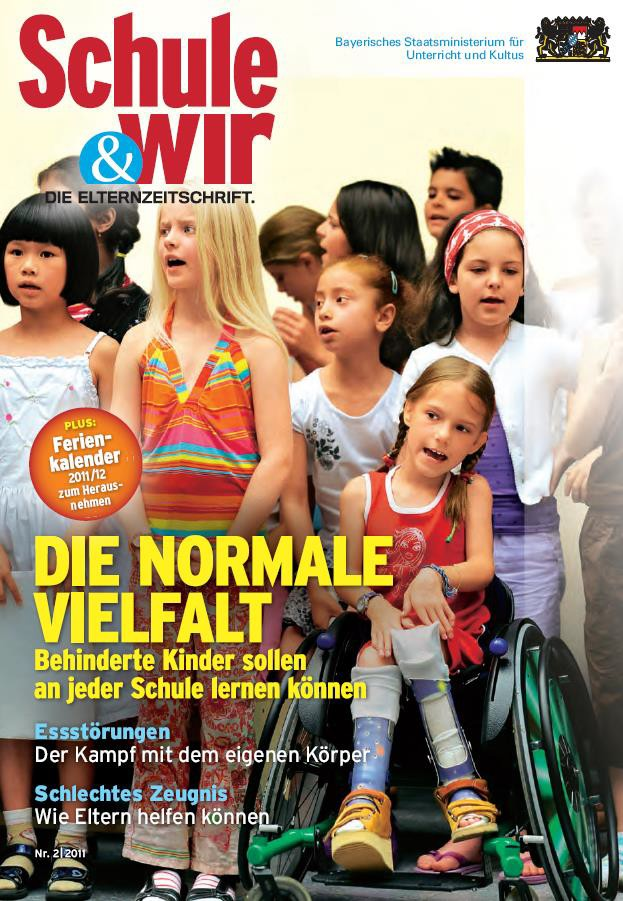 Schule
& wir
DIE ELTERNZEITSCHRIFT.
Bayerisches Staatsministerium für
Unterricht und Kultus
PLUS:
Ferien-
kalender
2011/12
zum Heraus-
nehmen
DIE NORMALE
VIELFALT
Behinderte Kinder sollen
an jeder Schule lernen können
Essstörungen
Der Kampf mit dem eigenen Körper
Schlechtes Zeugnis
Wie Eltern helfen können
Nr. 2|2011